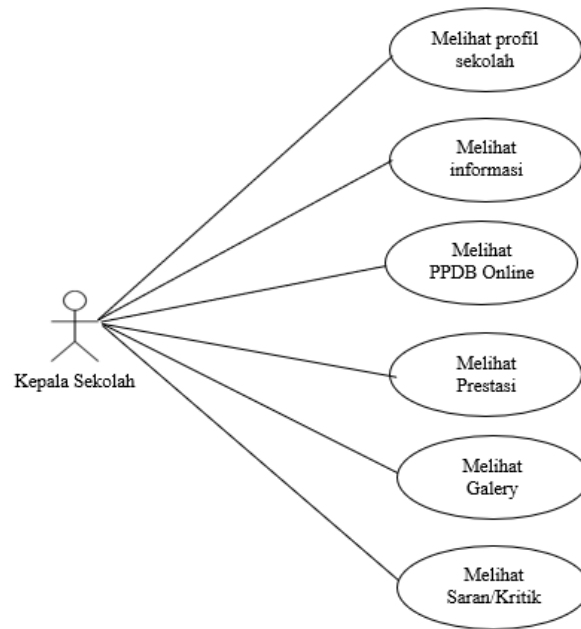 Melihat profil
sekolah
Melihat
informasi
Melihat
PPDB Online
Kepala Sekolah
Melihat
Prestasi
Melihat
Galery
Melihat
Saran/Kritik